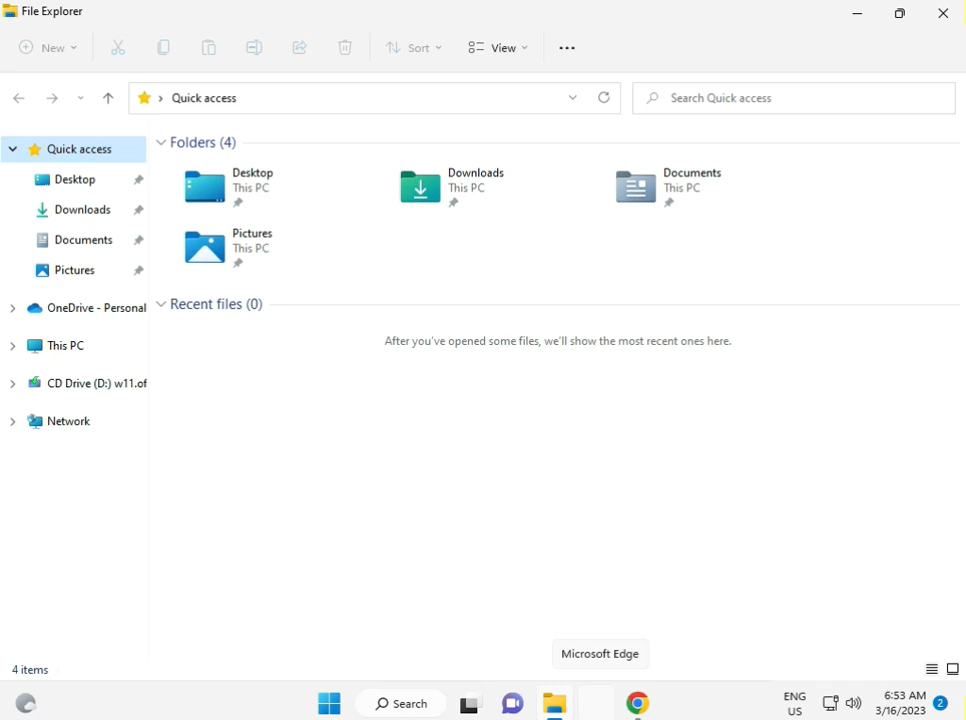 File Explorer
New
Sort
View
Quick access
Search Quick access
Quick access
Desktop
Downloads
Documents
Pictures
OneDrive - Personal
This PC
CD Drive (D:) w11.of
Network
Folders (4)
Desktop
This PC
Downloads
This PC
Documents
This PC
Pictures
This PC
Recent files (0)
After you've opened some files, we'll show the most recent ones here.
4 items
Microsoft Edge
Search
ENG
US
6:53 AM
3/16/2023
2